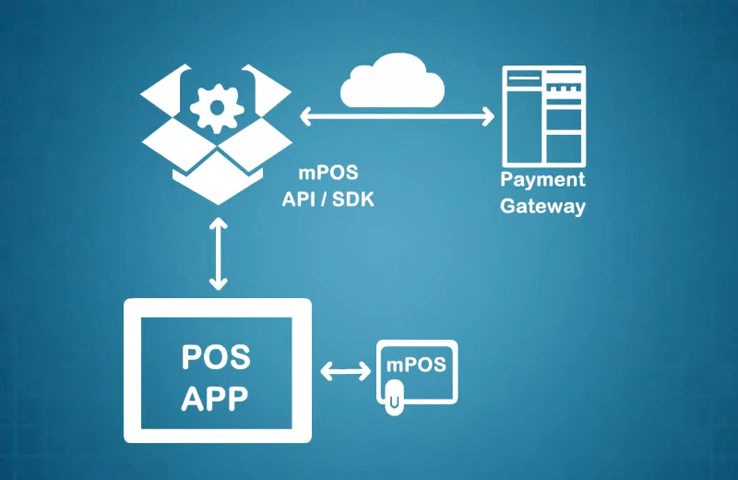 mPOS
API / SDK
Payment
Gateway
POS
APP
mPOS